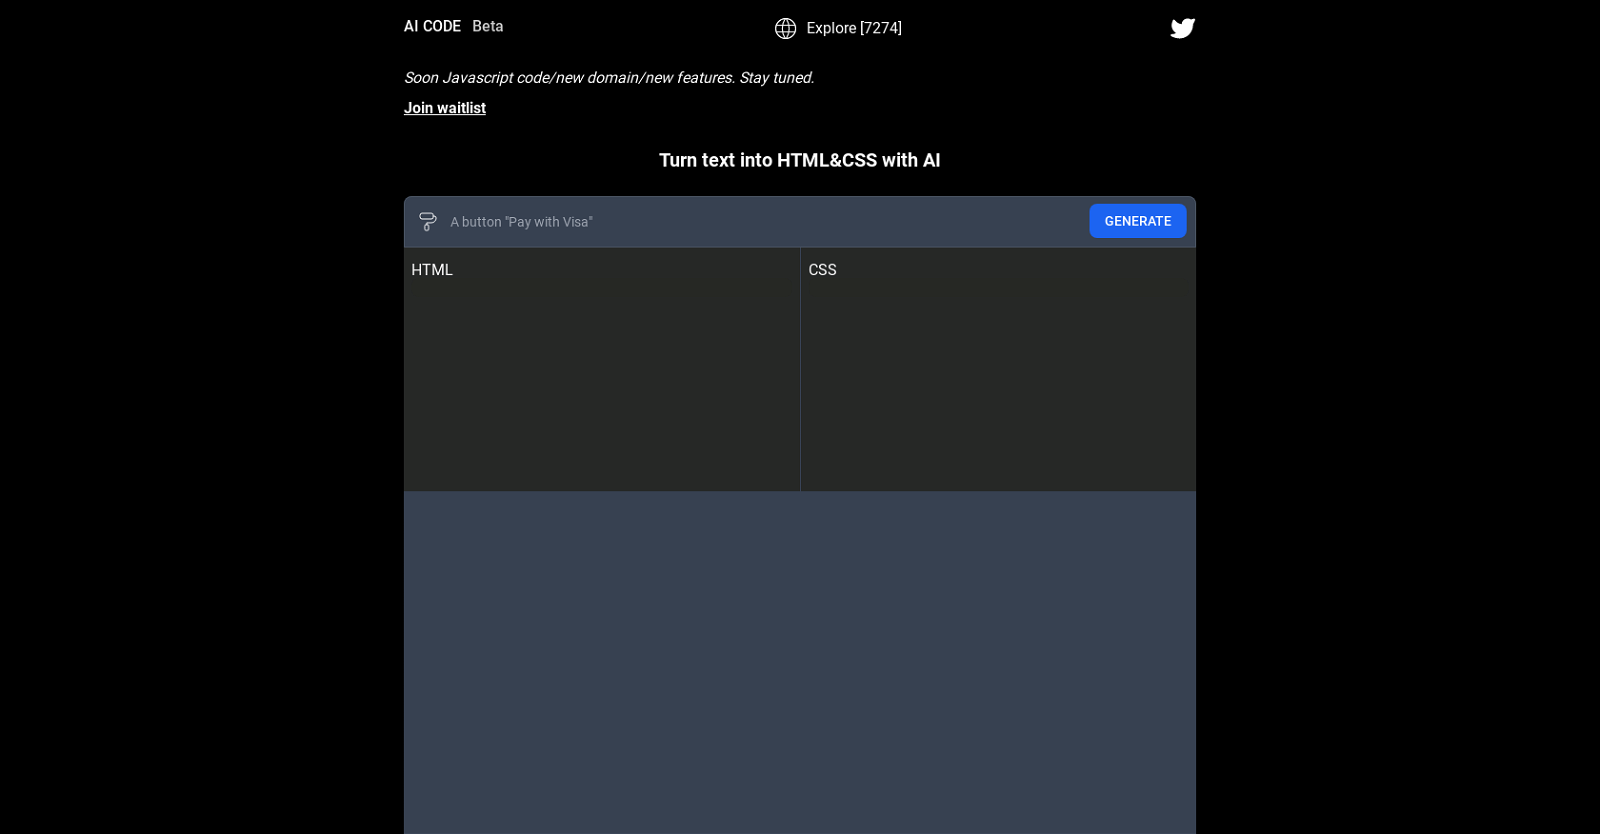 AI CODE Beta
Explore [7274]
Soon Javascript code/new domain/new features. Stay tuned.
Join waitlist
Turn text into HTML&CSS with AI
A button "Pay with Visa"
GENERATE
HTML
CSS